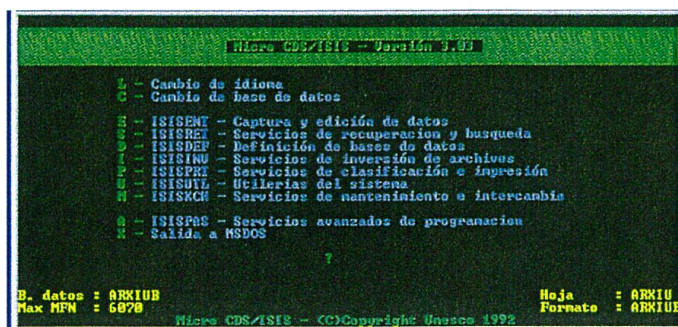 Micro CDS/ISIS - Versión 3.03
L - Cambio de idioma
C - Cambio de base de datos
E - ISISENT - Captura y edición de datos
S - ISISRET - Servicios de recuperacion y busqueda
D - ISISDEF - Definición de bases de datos
I - ISISINV - Servicios de inversión de archivos
P - ISISPRT - Servicios de clasificación e impresión
U - ISISUTL - Utilerias del sistema
M - ISISXCH - Servicios de mantenimiento e intercambio
A - ISISPAS - Servicios avanzados de programacion
X - Salida a MSDOS
?
B. datos : ARXIUB Hoja : ARXIU
Max MFN : 6070 Formato : ARXIUB
Micro CDS/ISIS - (C)Copyright Unesco 1992